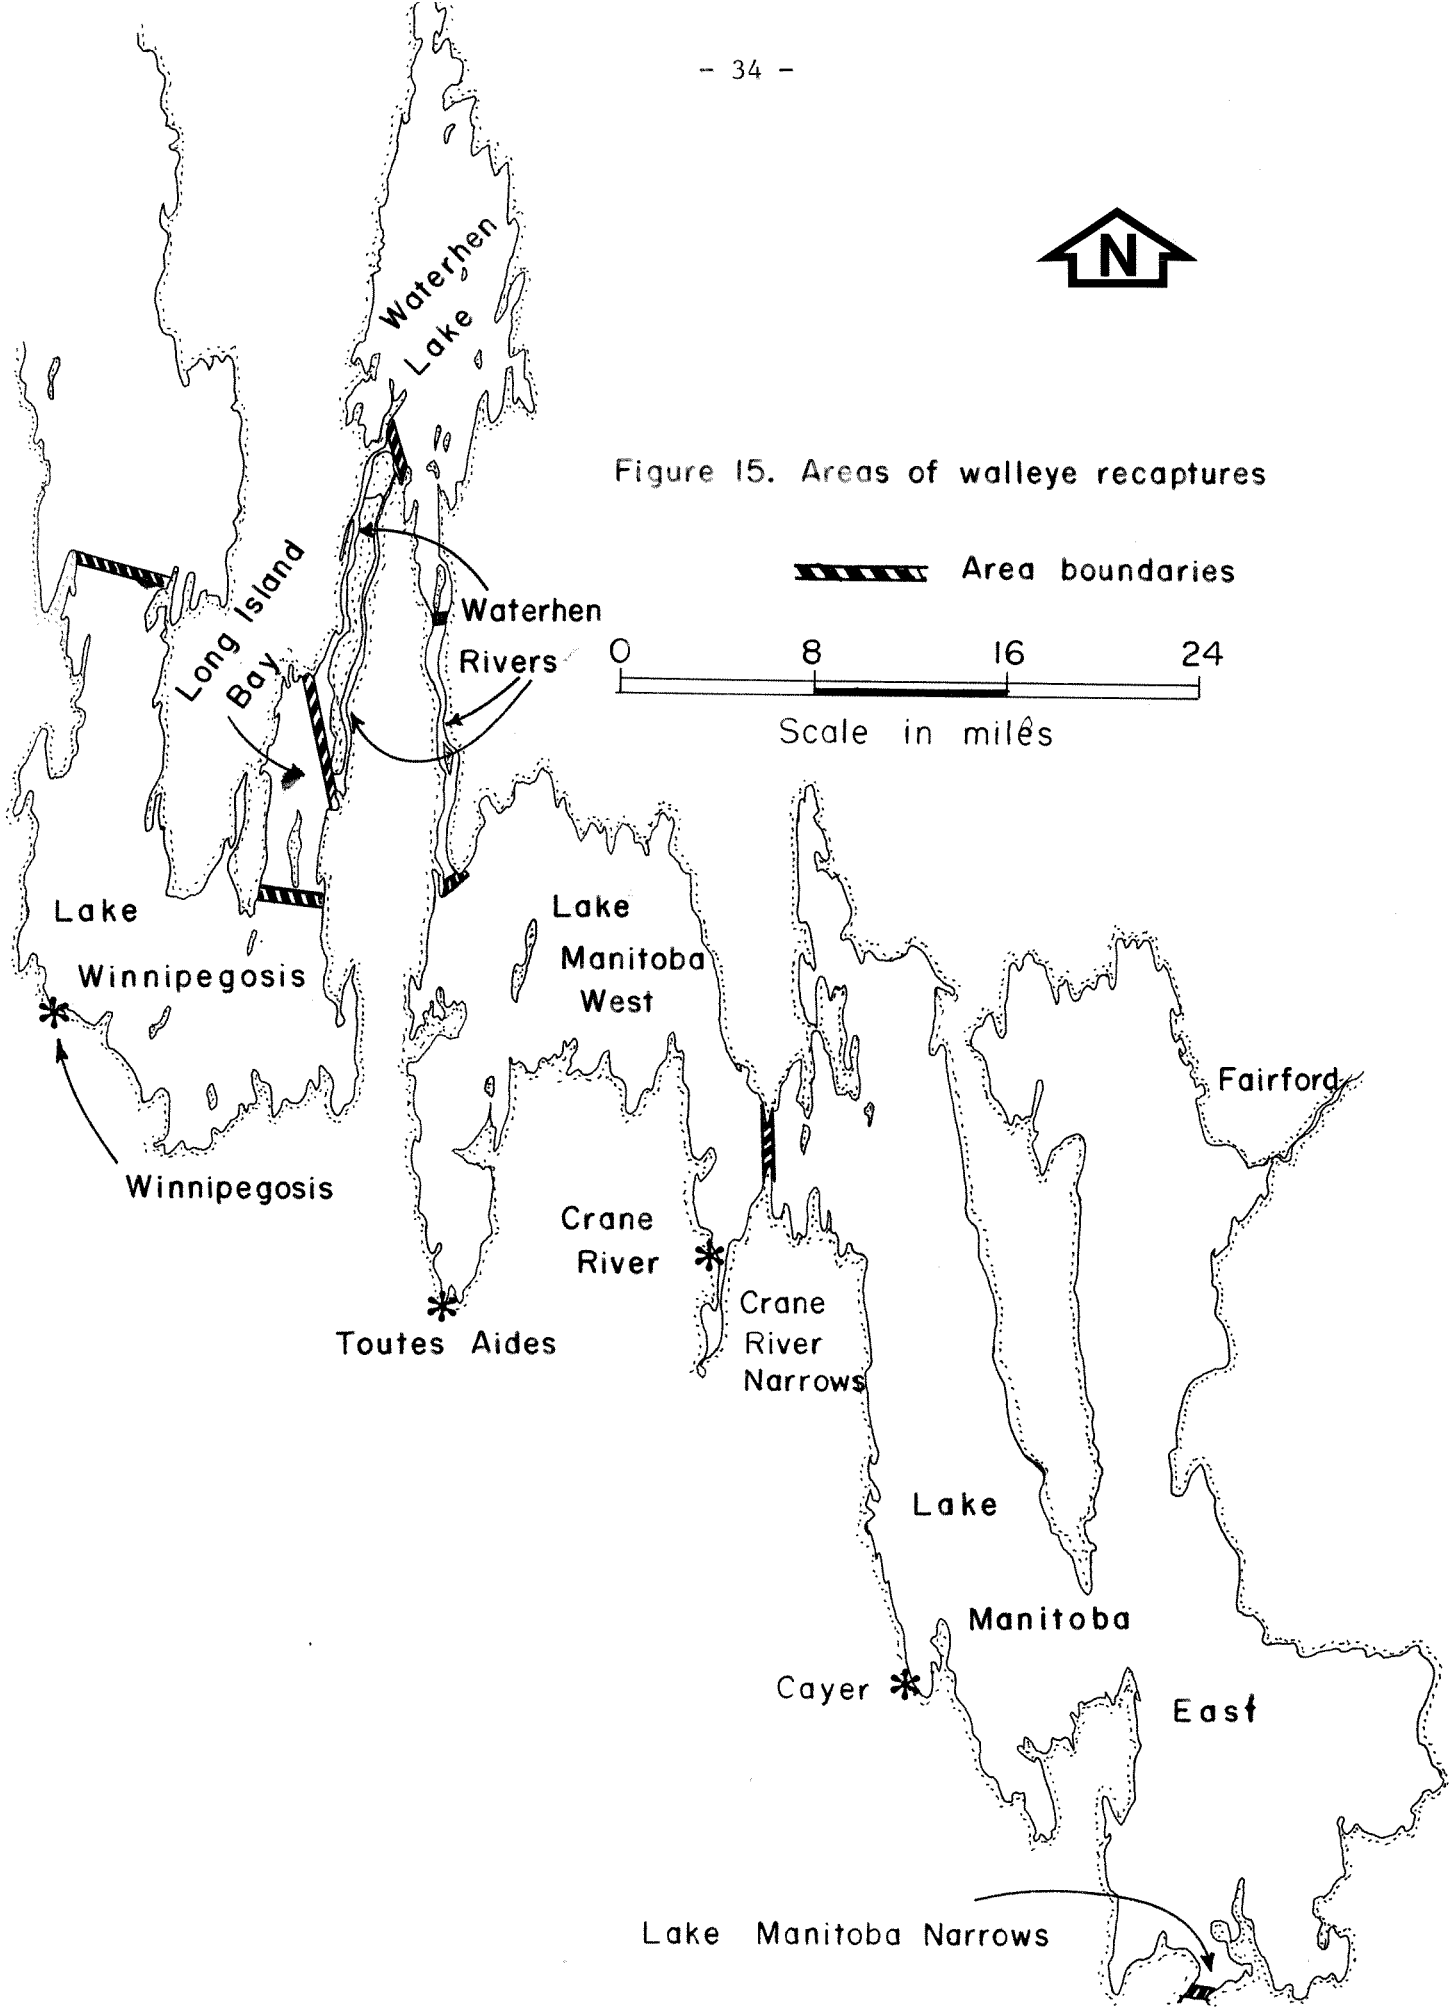 - 34 -
N
Waterhen
Lake
Figure 15. Areas of walleye recaptures
Area boundaries
Long Island
Bay
Waterhen
Rivers
0 8 16 24
Scale in miles
Lake
Winnipegosis
Winnipegosis
Lake
Manitoba
West
Fairford
Crane
River
Toutes Aides
Crane
River
Narrows
Lake
Manitoba
East
Cayer
Lake Manitoba Narrows